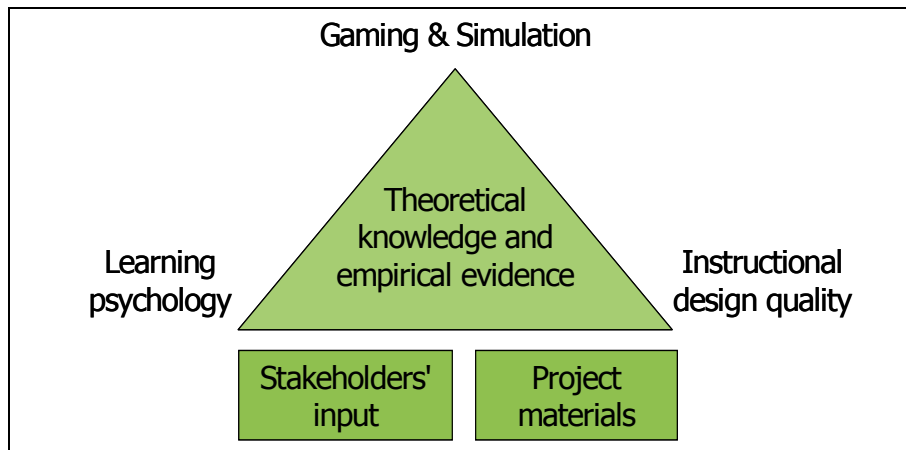 Gaming & Simulation
Theoretical
knowledge and
empirical evidence
Learning
psychology
Instructional
design quality
Stakeholders'
input
Project
materials